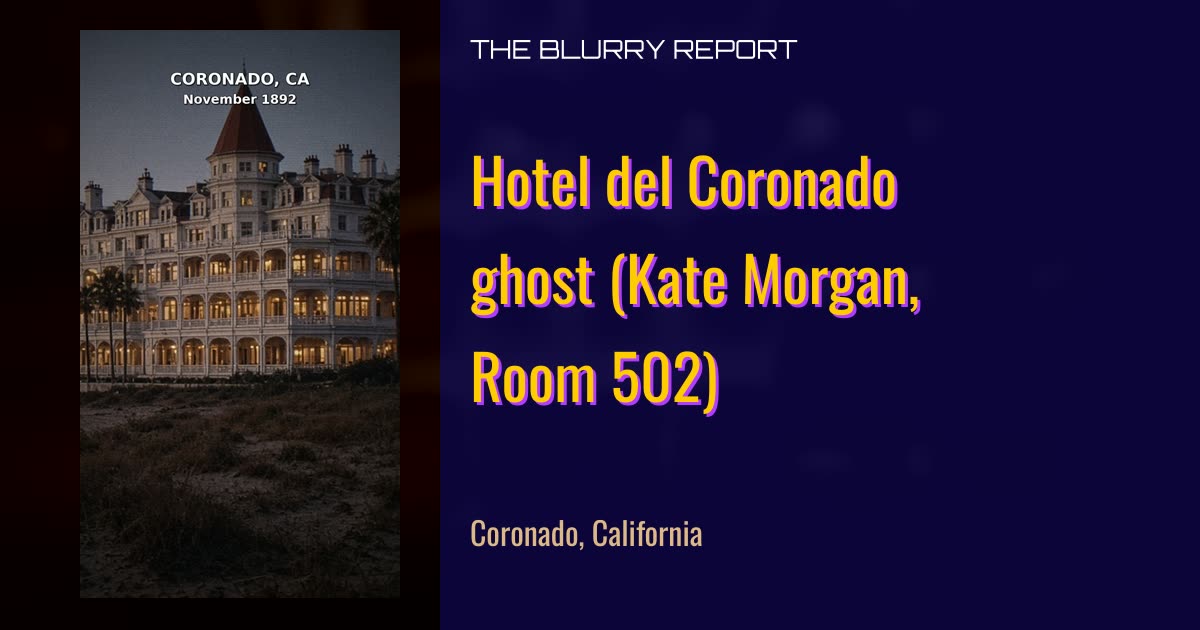 CORONADO, CA
November 1892
THE BLURRY REPORT
Hotel del Coronado
ghost (Kate Morgan,
Room 502)
Coronado, California